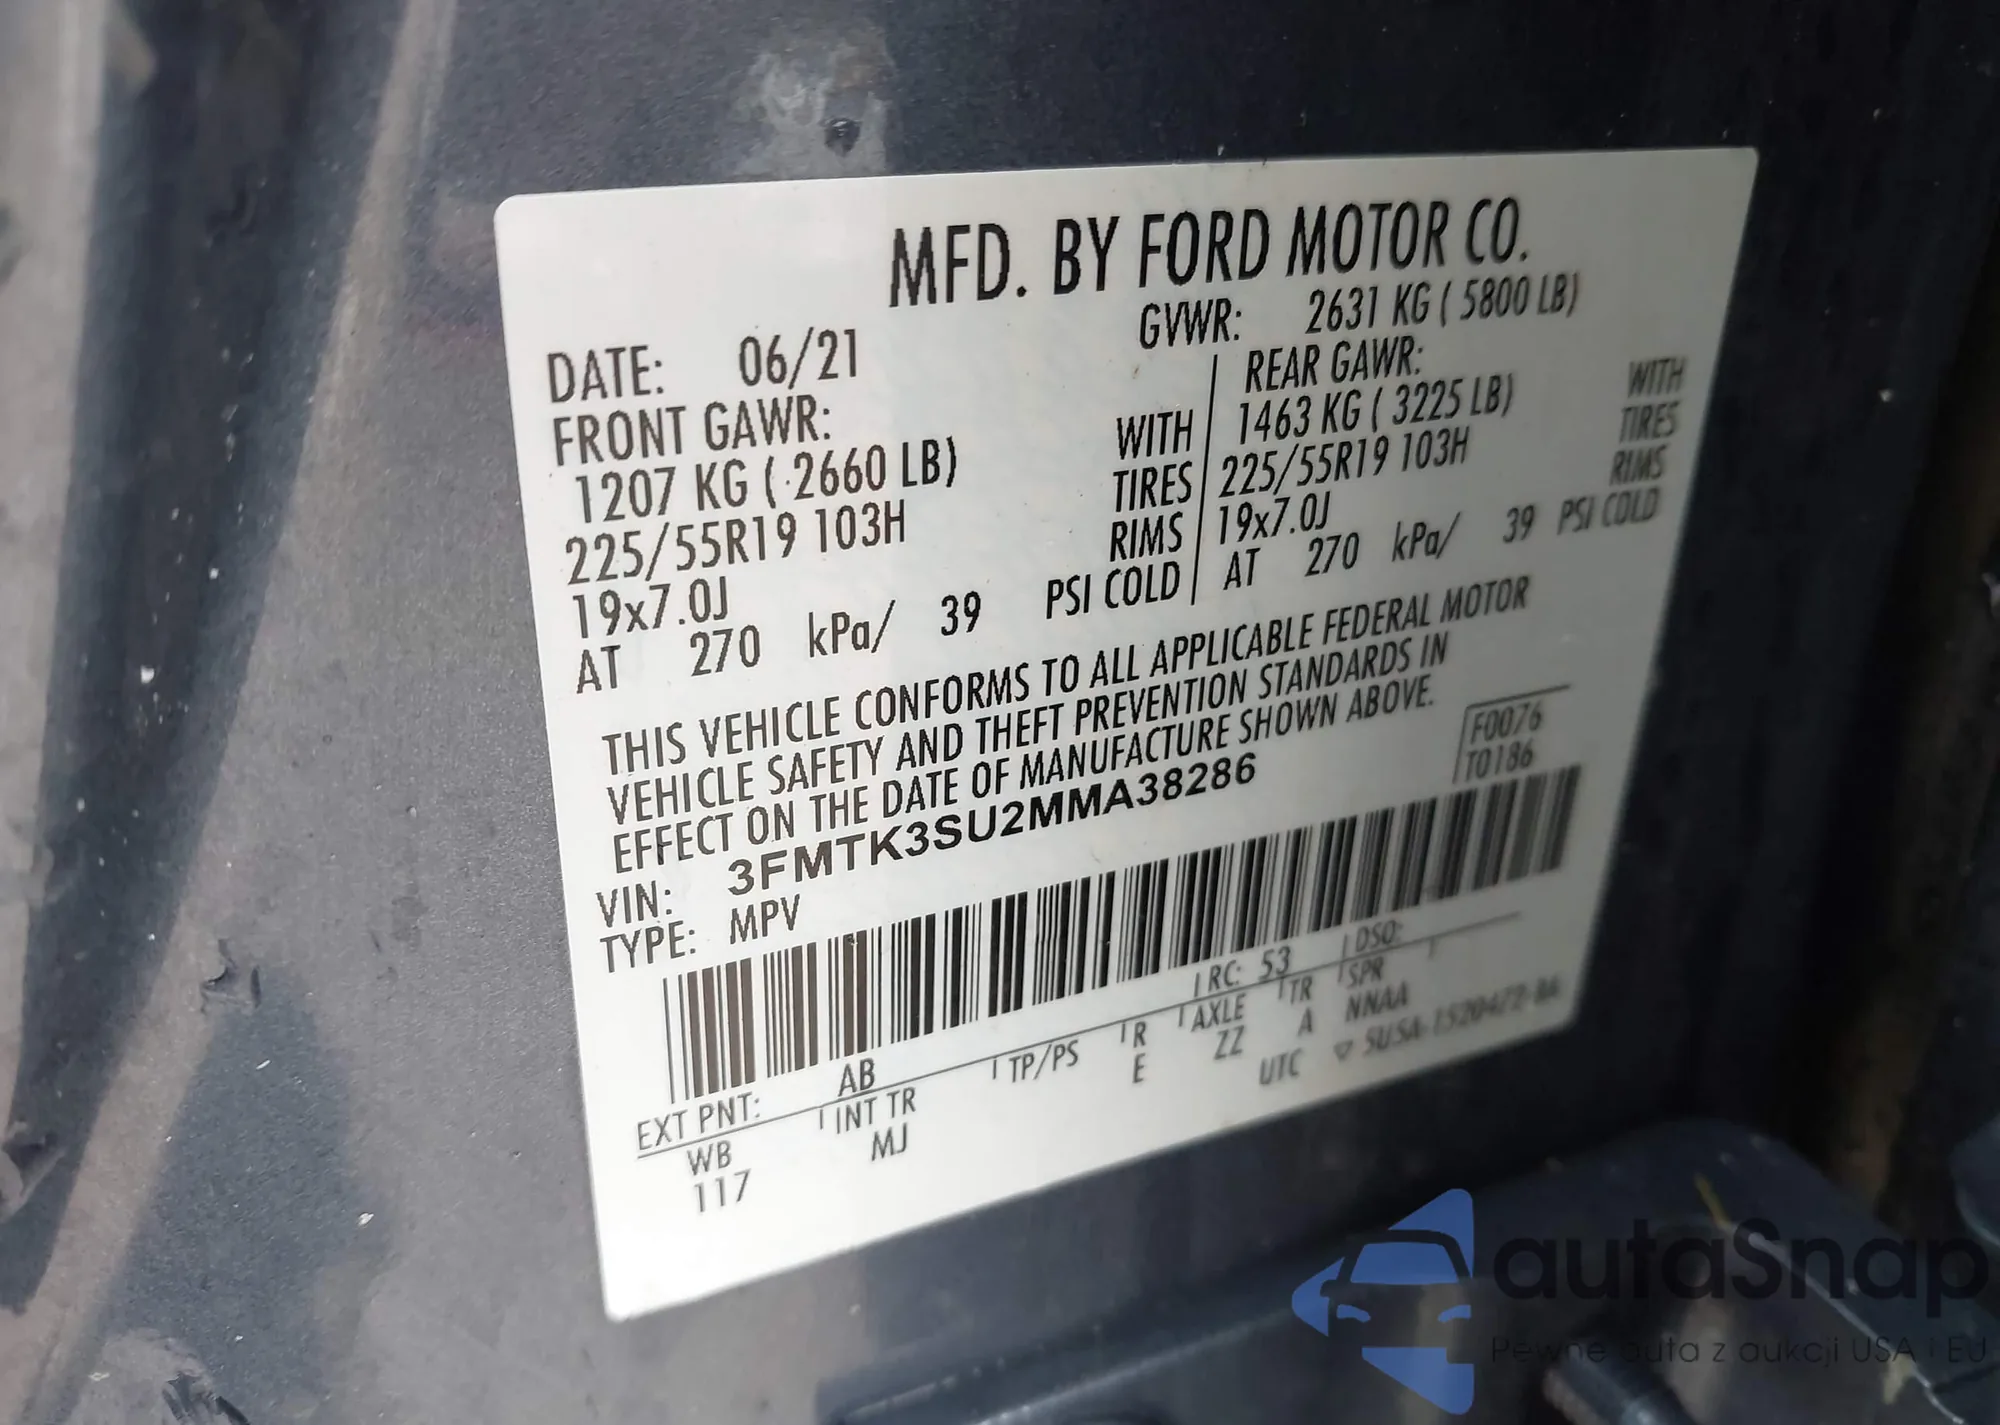 MFD. BY FORD MOTOR CO.
DATE: 06/21 GVWR: 2631 KG ( 5800 LB)
FRONT GAWR: REAR GAWR:
1207 KG ( 2660 LB) WITH 1463 KG ( 3225 LB) WITH
225/55R19 103H TIRES 225/55R19 103H TIRES
19x7.0J RIMS 19x7.0J RIMS
AT 270 kPa/ 39 PSI COLD AT 270 kPa/ 39 PSI COLD
THIS VEHICLE CONFORMS TO ALL APPLICABLE FEDERAL MOTOR
VEHICLE SAFETY AND THEFT PREVENTION STANDARDS IN
EFFECT ON THE DATE OF MANUFACTURE SHOWN ABOVE.
F0076
T0186
VIN: 3FMTK3SU2MMA38286
TYPE: MPV
EXT PNT: AB RC: 53 DSO:
WB INT TR TP/PS R AXLE TR SPR
117 MJ E ZZ A NNAA
UTC
autaSnap
Pewne auta z aukcji USA i EU